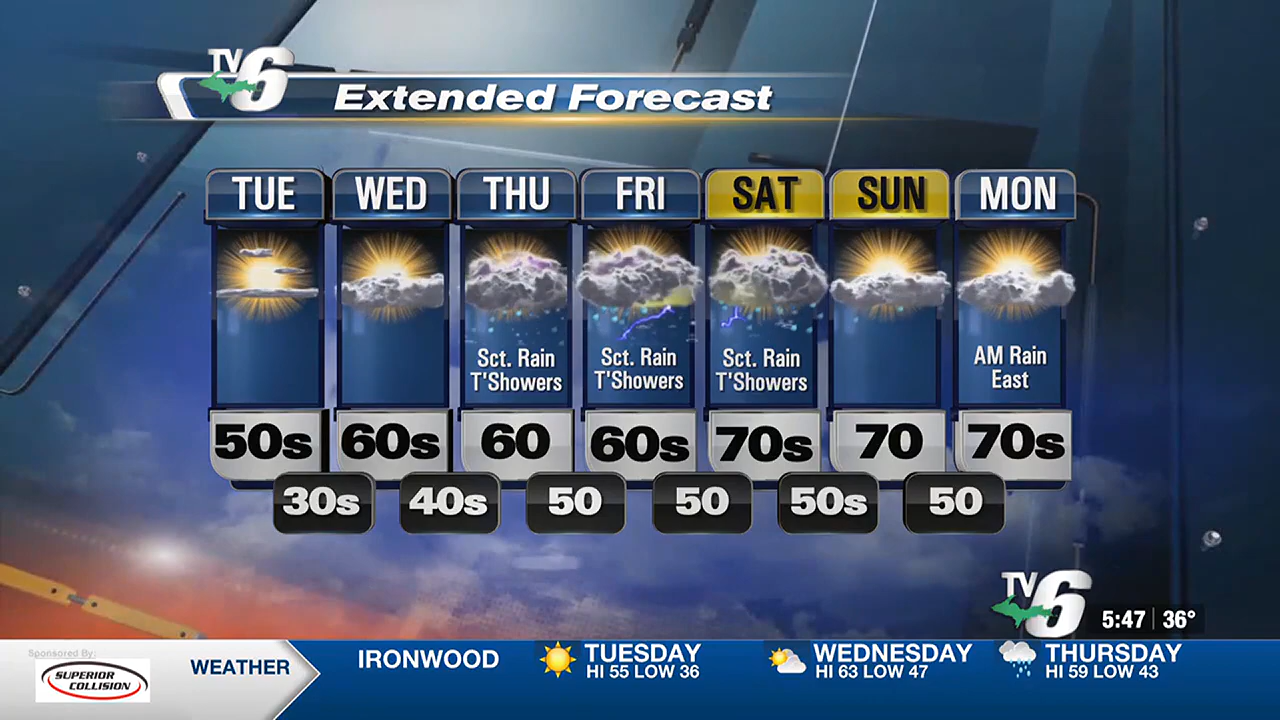 TV6
Extended Forecast
TUE WED THU FRI SAT SUN MON
Sct. Rain T'Showers
Sct. Rain T'Showers
Sct. Rain T'Showers
AM Rain East
50s 60s 60 60s 70s 70 70s
30s 40s 50 50 50s 50
TV6
5:47 36°
Sponsored By:
SUPERIOR
COLLISION
WEATHER
IRONWOOD
TUESDAY
HI 55 LOW 36
WEDNESDAY
HI 63 LOW 47
THURSDAY
HI 59 LOW 43